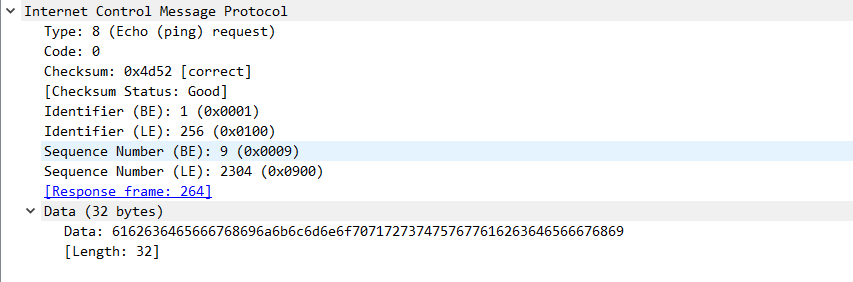 Internet Control Message Protocol
Type: 8 (Echo (ping) request)
Code: 0
Checksum: 0x4d52 [correct]
[Checksum Status: Good]
Identifier (BE): 1 (0x0001)
Identifier (LE): 256 (0x0100)
Sequence Number (BE): 9 (0x0009)
Sequence Number (LE): 2304 (0x0900)
[Response frame: 264]
Data (32 bytes)
Data: 6162636465666768696a6b6c6d6e6f7071727374757677616263646566676869
[Length: 32]